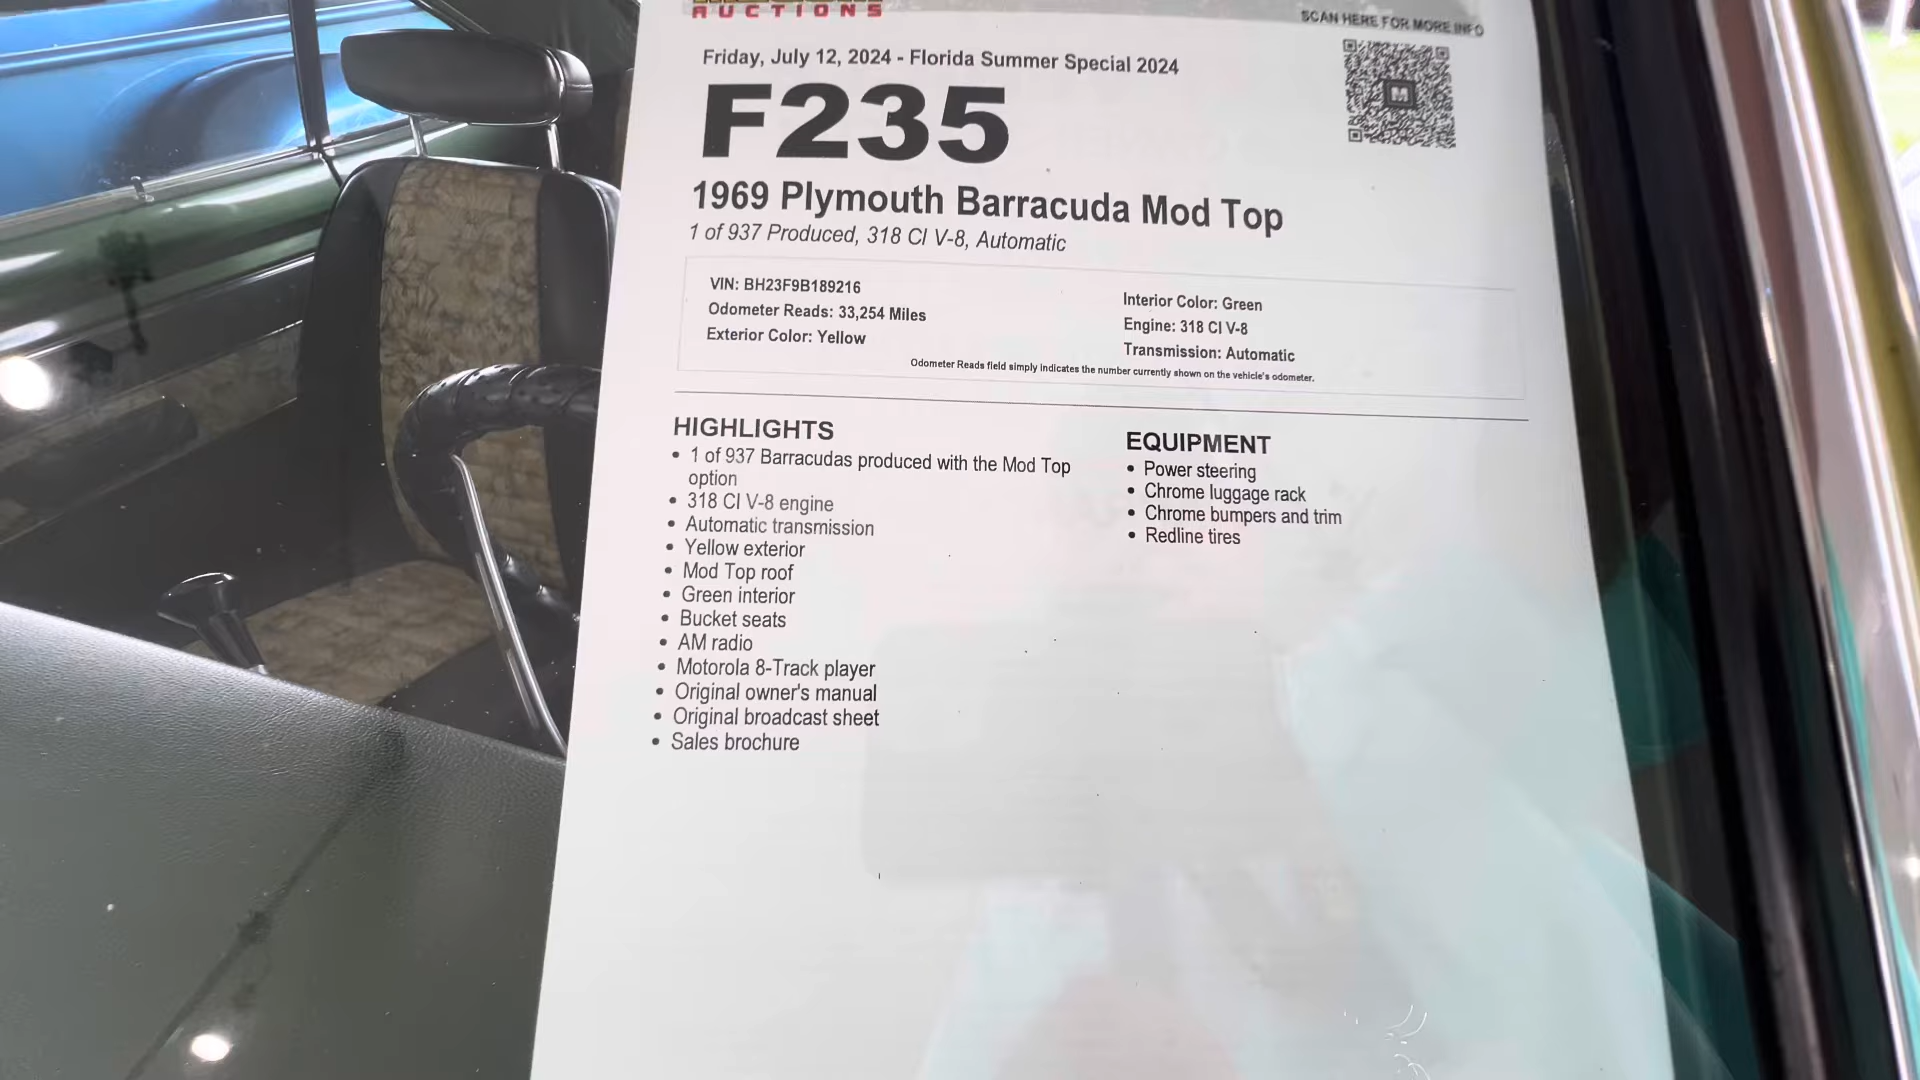 AUCTIONS
SCAN HERE FOR MORE INFO
Friday, July 12, 2024 - Florida Summer Special 2024
F235
1969 Plymouth Barracuda Mod Top
1 of 937 Produced, 318 CI V-8, Automatic
VIN: BH23F9B189216
Odometer Reads: 33,254 Miles
Exterior Color: Yellow
Interior Color: Green
Engine: 318 CI V-8
Transmission: Automatic
Odometer Reads field simply indicates the number currently shown on the vehicle's odometer.
HIGHLIGHTS
• 1 of 937 Barracudas produced with the Mod Top
option
• 318 CI V-8 engine
• Automatic transmission
• Yellow exterior
• Mod Top roof
• Green interior
• Bucket seats
• AM radio
• Motorola 8-Track player
• Original owner's manual
• Original broadcast sheet
• Sales brochure
EQUIPMENT
• Power steering
• Chrome luggage rack
• Chrome bumpers and trim
• Redline tires